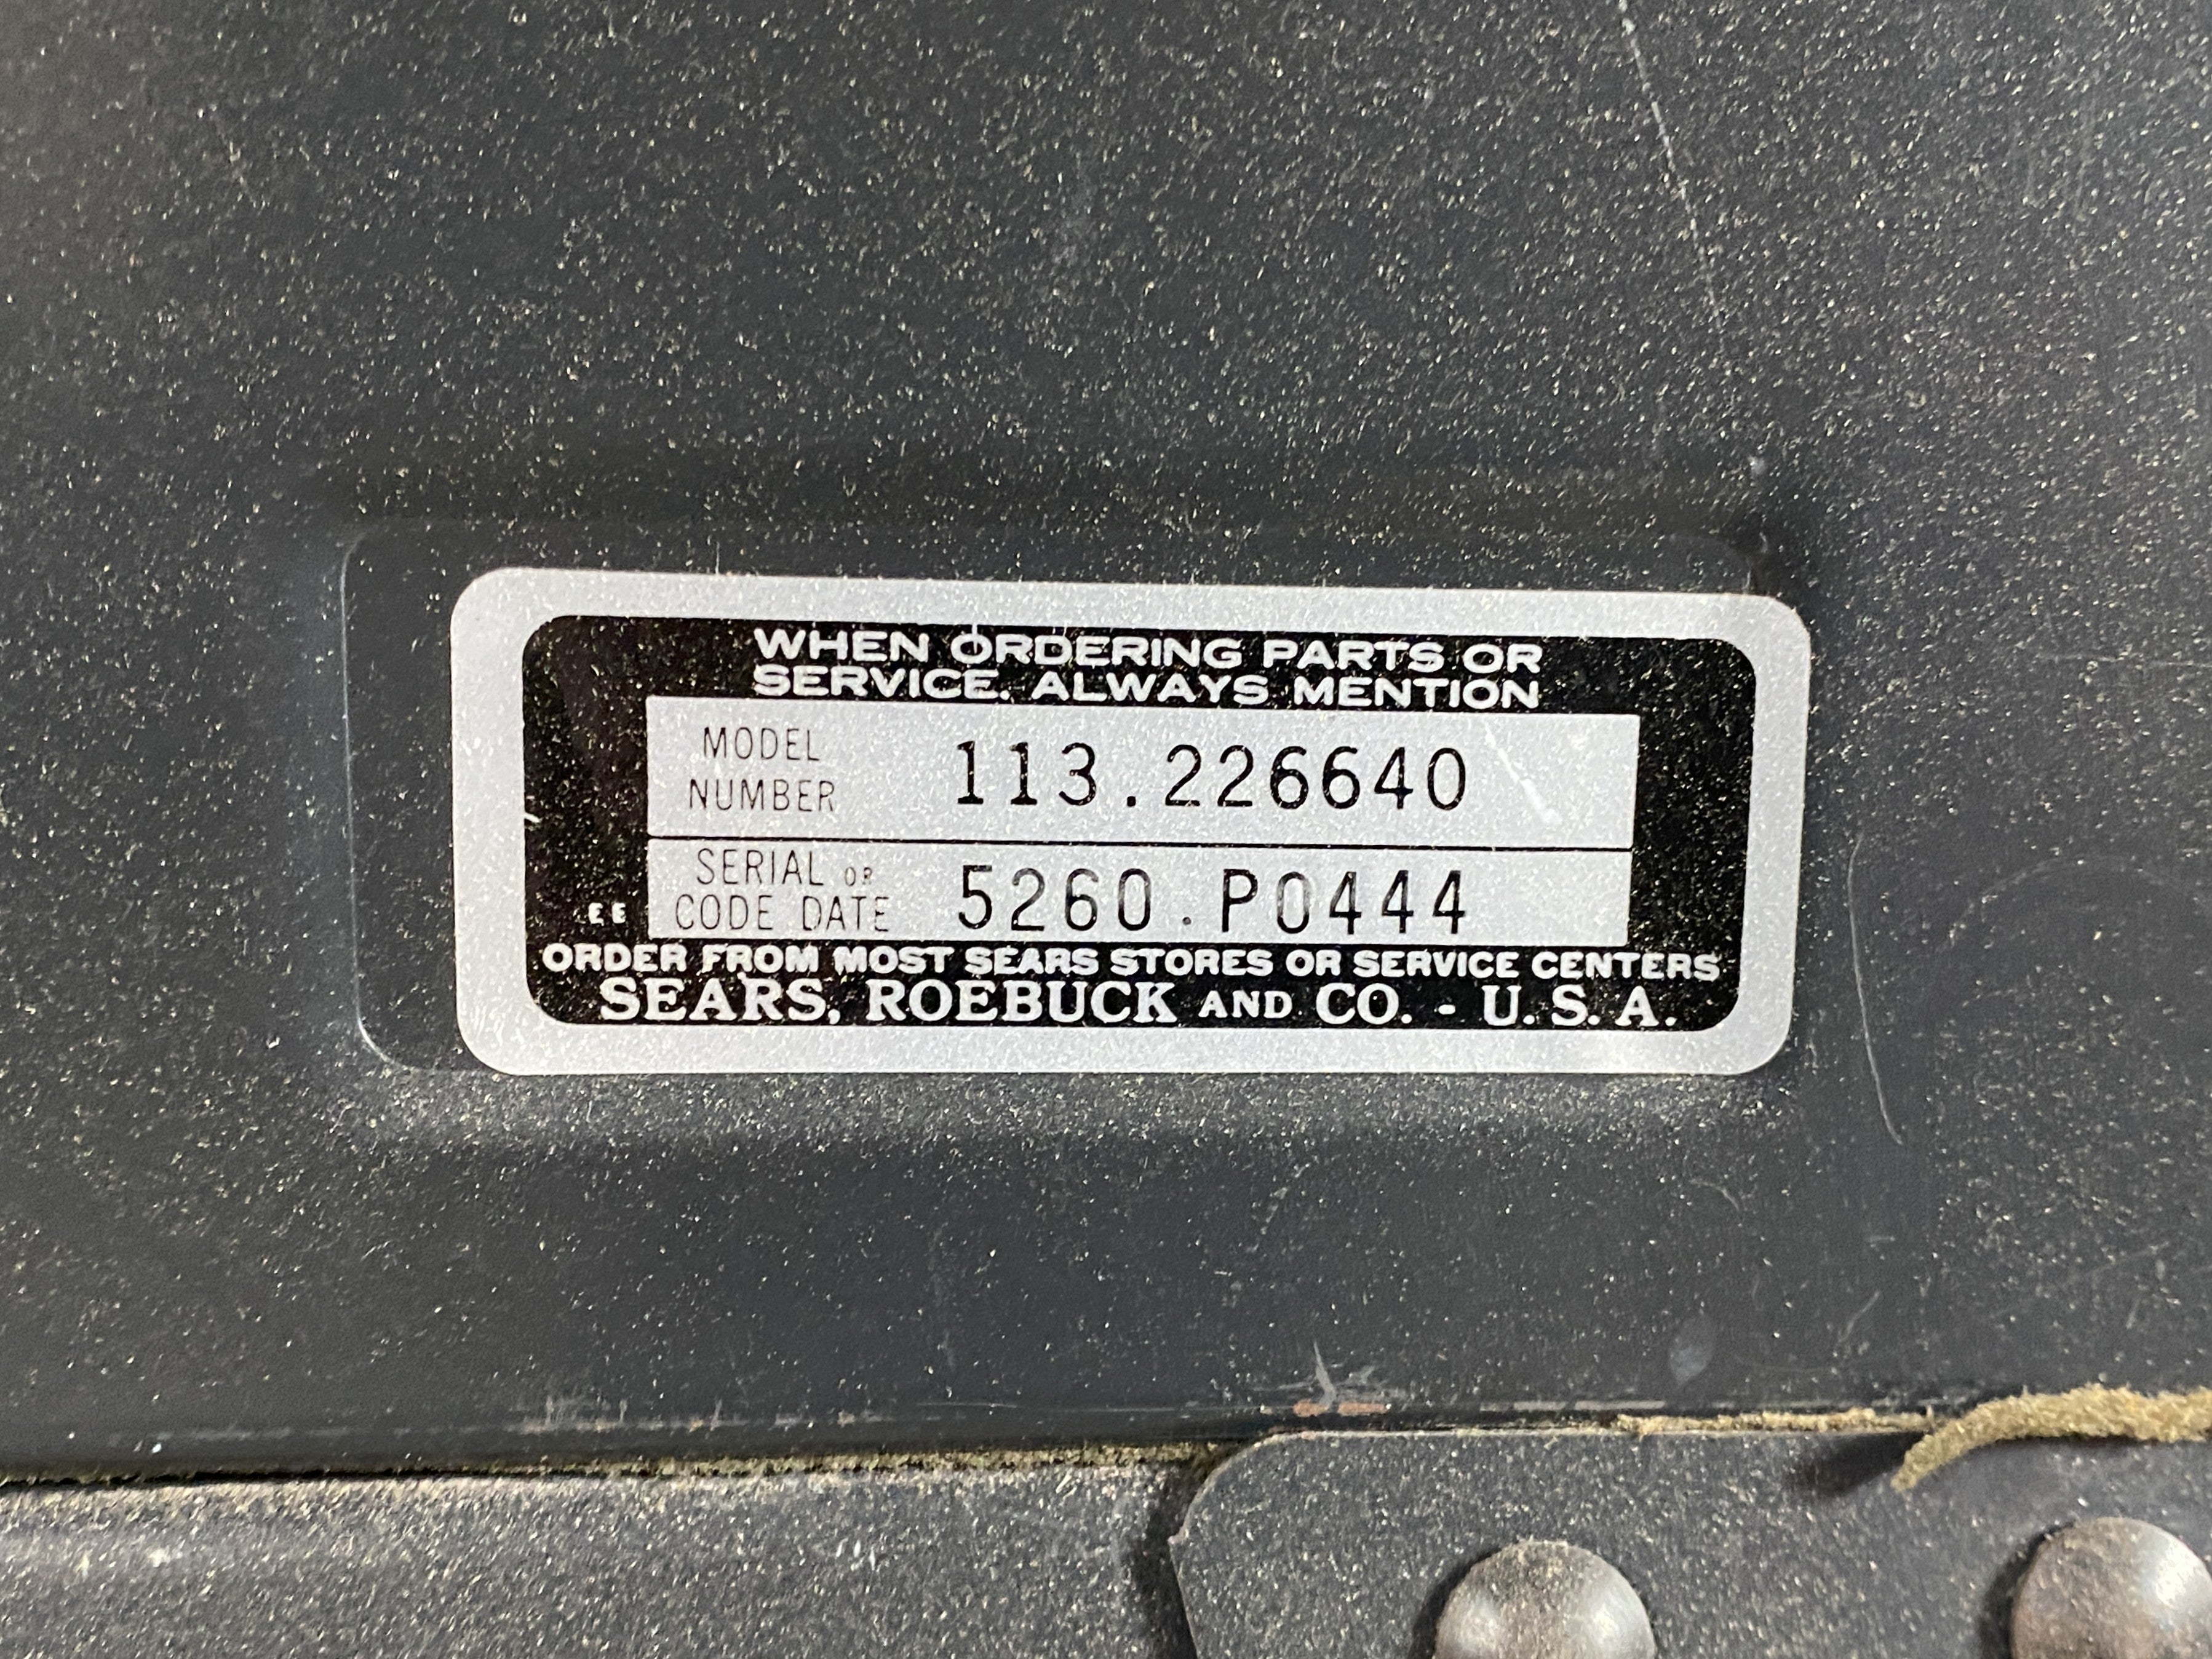 WHEN ORDERING PARTS OR
SERVICE, ALWAYS MENTION
MODEL
NUMBER 113.226640
SERIAL OR
CODE DATE 5260.P0444
EE
ORDER FROM MOST SEARS STORES OR SERVICE CENTERS
SEARS, ROEBUCK AND CO. - U.S.A.